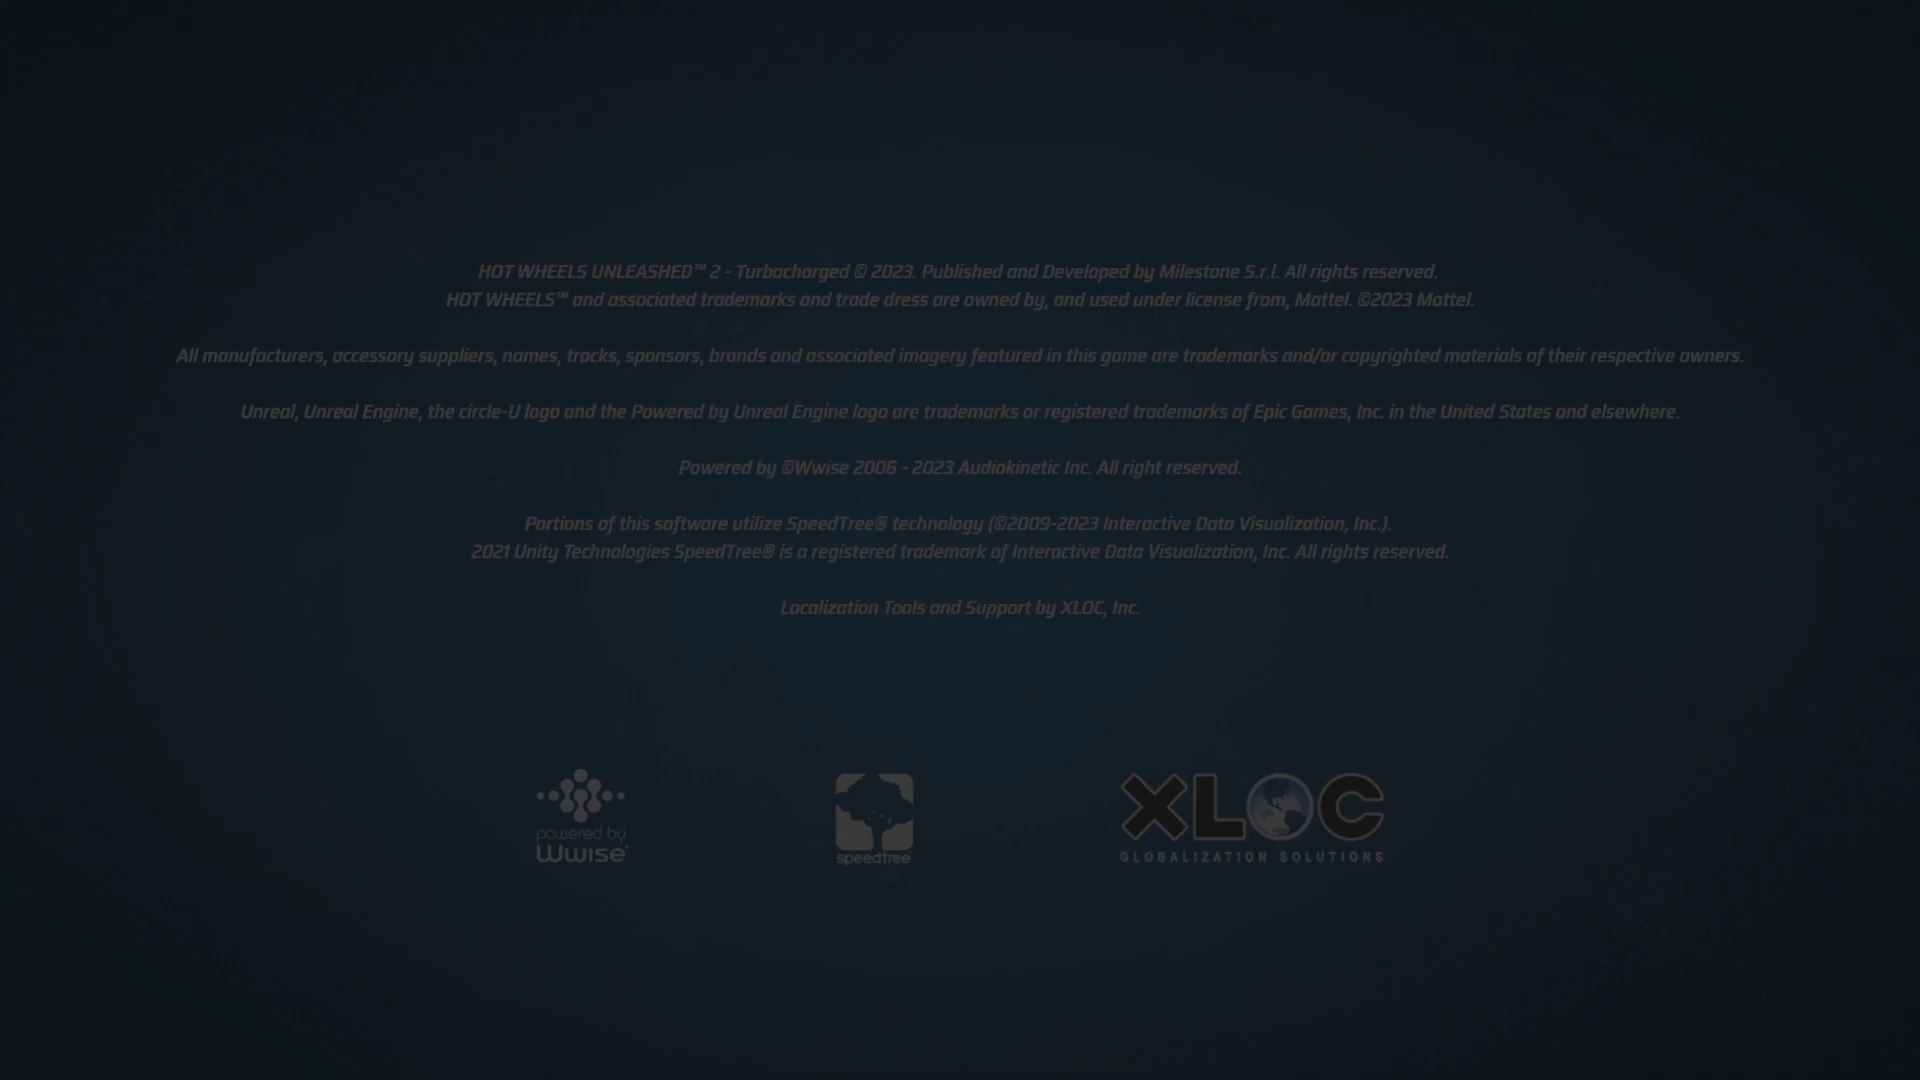 HOT WHEELS UNLEASHED™ 2 - Turbocharged © 2023. Published and Developed by Milestone S.r.l. All rights reserved.
HOT WHEELS™ and associated trademarks and trade dress are owned by, and used under license from, Mattel. ©2023 Mattel.
All manufacturers, accessory suppliers, names, tracks, sponsors, brands and associated imagery featured in this game are trademarks and/or copyrighted materials of their respective owners.
Unreal, Unreal Engine, the circle-U logo and the Powered by Unreal Engine logo are trademarks or registered trademarks of Epic Games, Inc. in the United States and elsewhere.
Powered by ©Wwise 2006 - 2023 Audiokinetic Inc. All right reserved.
Portions of this software utilize SpeedTree® technology (©2009-2023 Interactive Data Visualization, Inc.).
2021 Unity Technologies SpeedTree® is a registered trademark of Interactive Data Visualization, Inc. All rights reserved.
Localization Tools and Support by XLOC, Inc.
powered by
Wwise
speedtree
XLOC
GLOBALIZATION SOLUTIONS